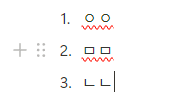 1. ㅇㅇ
2. ㅁㅁ
3. ㄴㄴ